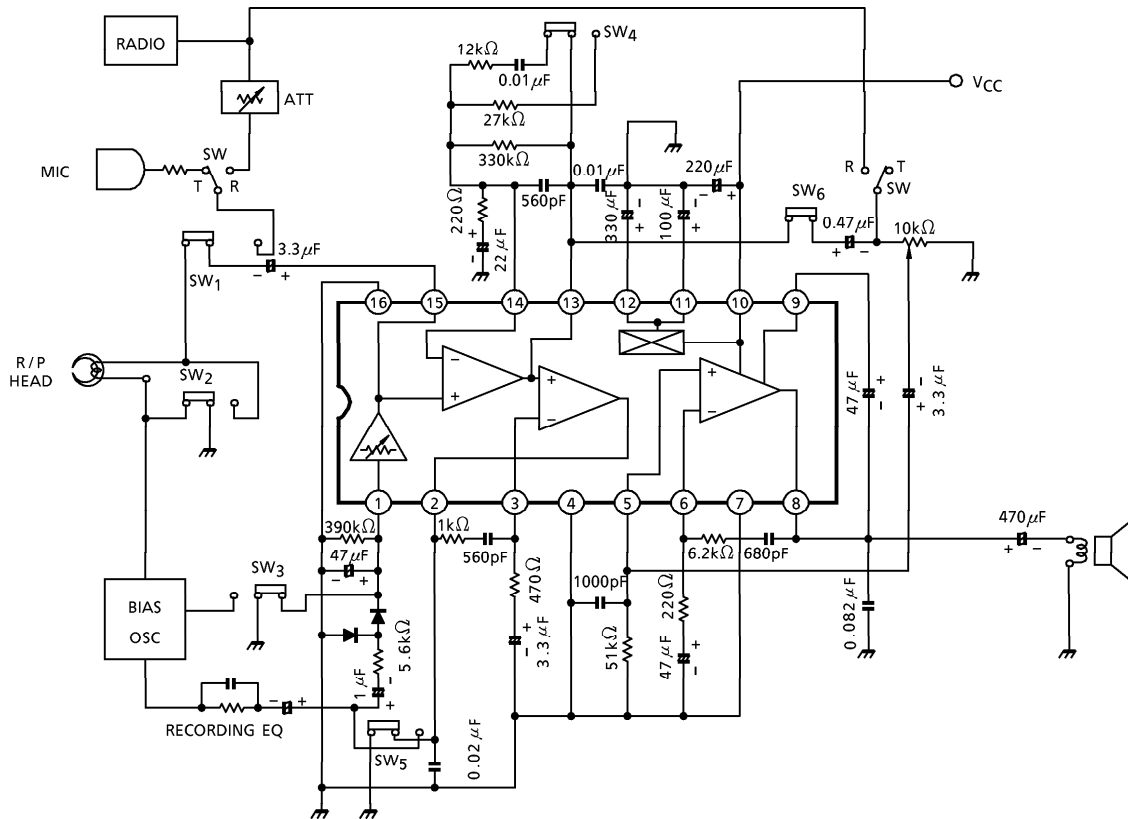 RADIO
ATT
MIC
SW
T
R
SW1
3.3μF
−
+
12kΩ
0.01μF
SW4
27kΩ
330kΩ
560pF
220Ω
22μF
+
−
0.01μF
330μF
−
+
100μF
−
+
220μF
−
+
VCC
R
T
SW
SW6
0.47μF
+
−
10kΩ
16
15
14
13
12
11
10
9
R/P
HEAD
SW2
−
+
+
−
+
−
47μF
+
−
3.3μF
−
+
1
2
3
4
5
6
7
8
390kΩ
47μF
−
+
1kΩ
560pF
470Ω
3.3μF
+
−
1000pF
51kΩ
6.2kΩ
680pF
220Ω
47μF
+
−
0.082μF
470μF
+
−
BIAS
OSC
SW3
5.6kΩ
1μF
−
+
−
+
RECORDING EQ
SW5
0.02μF